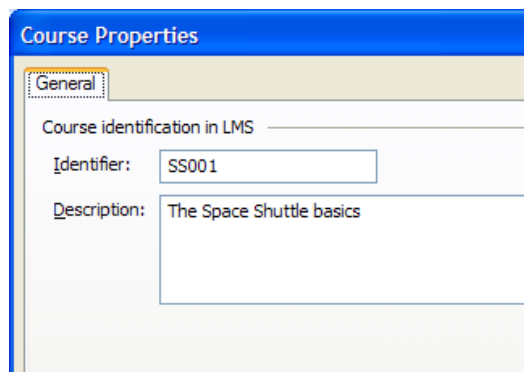 Course Properties
General
Course identification in LMS
Identifier: SS001
Description: The Space Shuttle basics